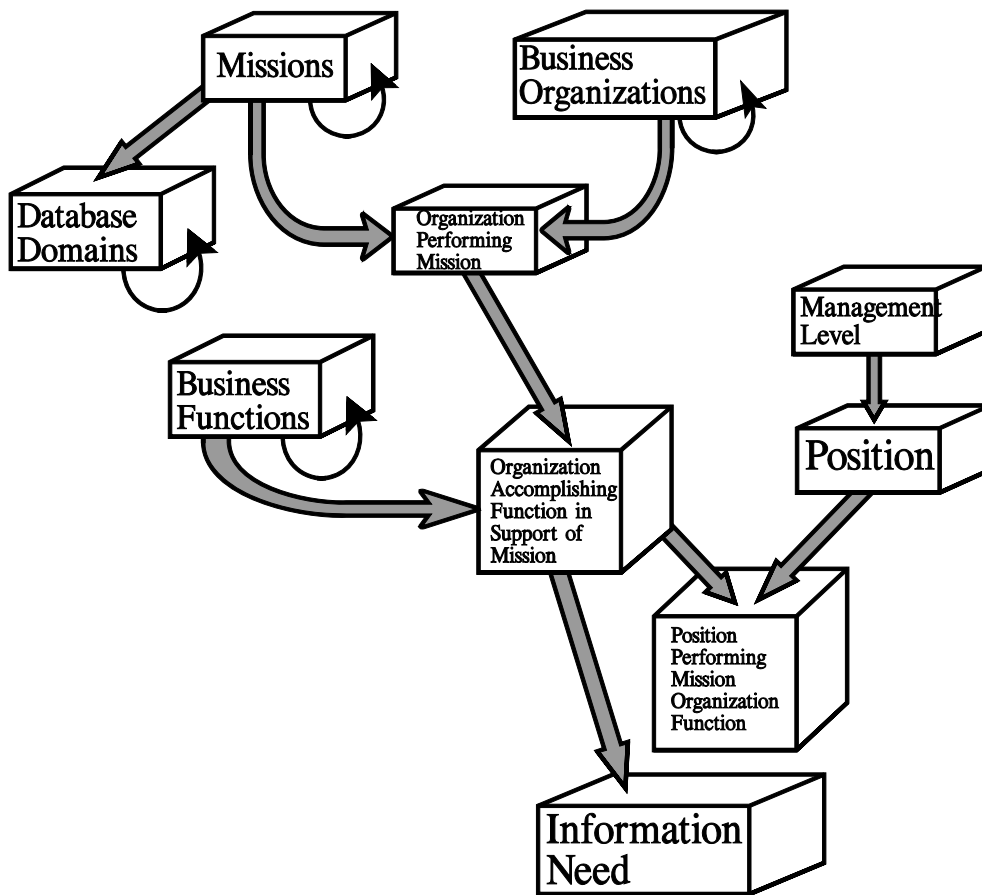 Missions
Business
Organizations
Database
Domains
Organization
Performing
Mission
Management
Level
Business
Functions
Position
Organization
Accomplishing
Function in
Support of
Mission
Position
Performing
Mission
Organization
Function
Information
Need